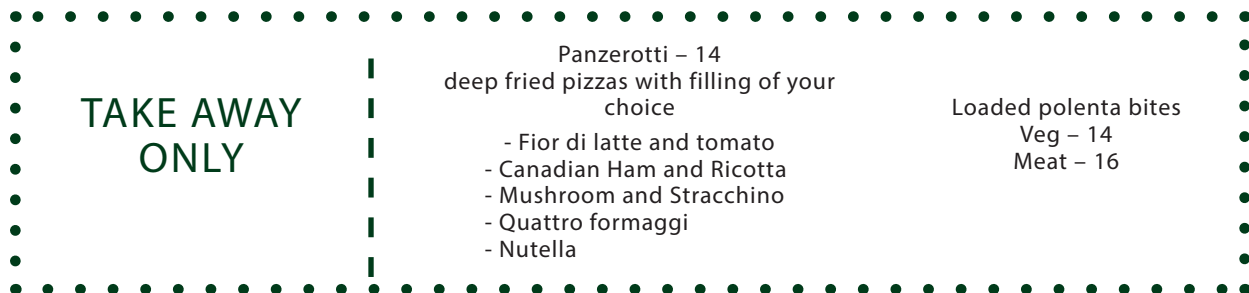 TAKE AWAY
ONLY
Panzerotti – 14
deep fried pizzas with filling of your
choice
- Fior di latte and tomato
- Canadian Ham and Ricotta
- Mushroom and Stracchino
- Quattro formaggi
- Nutella
Loaded polenta bites
Veg – 14
Meat – 16